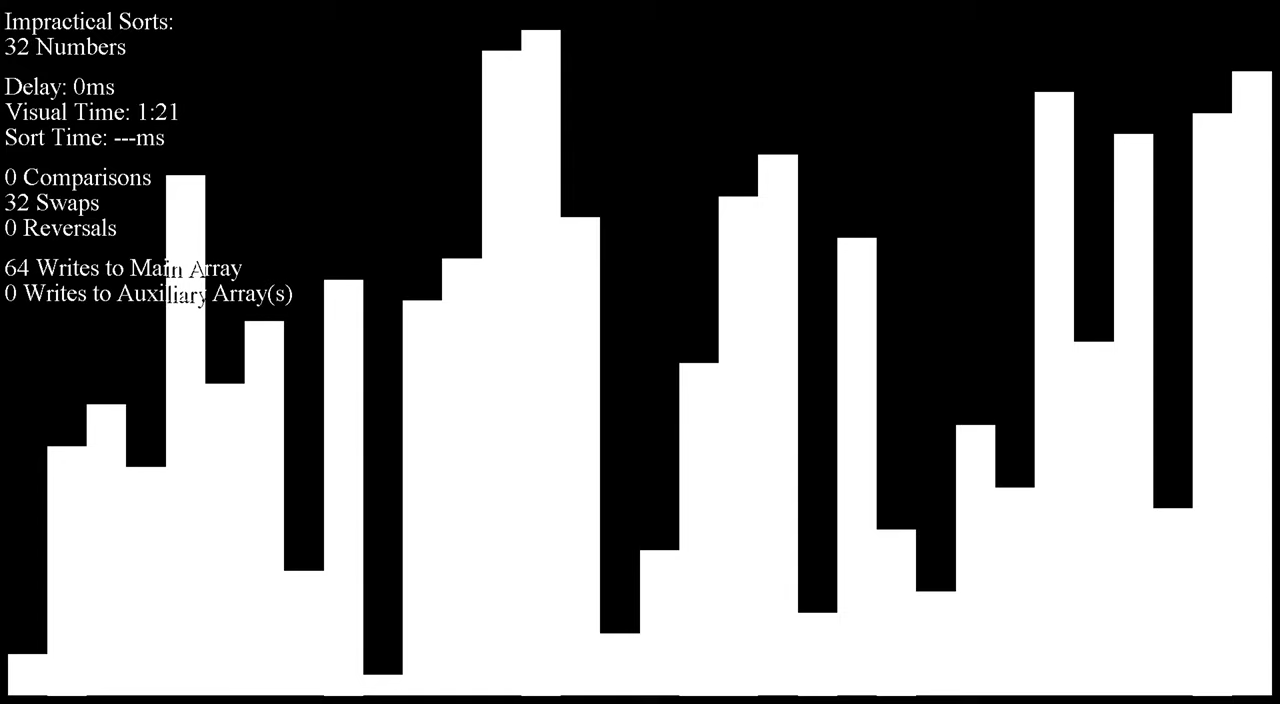 Impractical Sorts:
32 Numbers
Delay: 0ms
Visual Time: 1:21
Sort Time: ---ms
0 Comparisons
32 Swaps
0 Reversals
64 Writes to Main Array
0 Writes to Auxiliary Array(s)